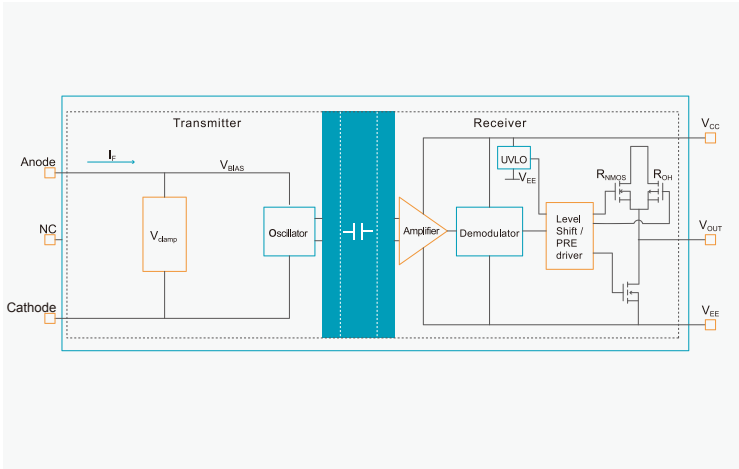 Transmitter
Receiver
VCC
Anode
IF
VBIAS
UVLO
VEE
RNMOS
ROH
NC
Vclamp
Oscillator
Amplifier
Demodulator
Level
Shift /
PRE
driver
VOUT
Cathode
VEE